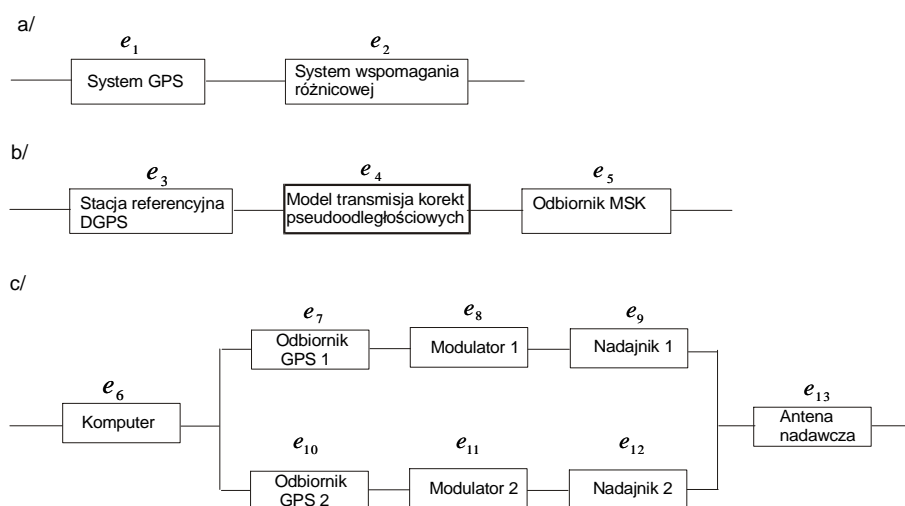 a/
e1
e2
System GPS
System wspomagania
różnicowej
b/
e3
e4
e5
Stacja referencyjna
DGPS
Model transmisja korekt
pseudoodległościowych
Odbiornik MSK
c/
e7
e8
e9
Odbiornik
GPS 1
Modulator 1
Nadajnik 1
e6
e13
Komputer
Antena
nadawcza
e10
e11
e12
Odbiornik
GPS 2
Modulator 2
Nadajnik 2